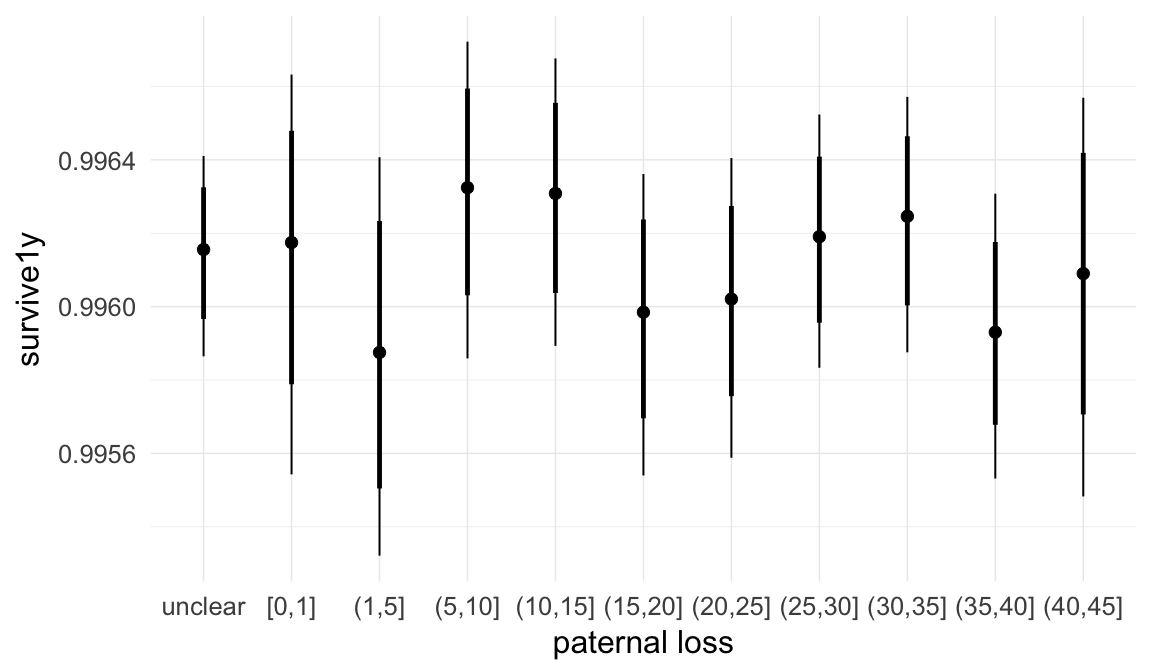 survive1y
0.9964
0.9960
0.9956
unclear [0,1] (1,5] (5,10] (10,15] (15,20] (20,25] (25,30] (30,35] (35,40] (40,45]
paternal loss